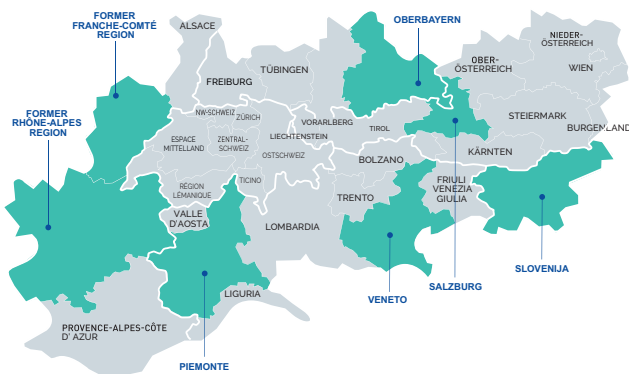 FORMER
FRANCHE-COMTÉ
REGION
ALSACE
OBERBAYERN
NIEDER-
ÖSTERREICH
OBER-
ÖSTERREICH
WIEN
TÜBINGEN
FREIBURG
FORMER
RHÔNE-ALPES
REGION
NW-SCHWEIZ
ZÜRICH
VORARLBERG
TIROL
STEIERMARK
BURGENLAND
LIECHTENSTEIN
ESPACE
MITTELLAND
ZENTRAL-
SCHWEIZ
OSTSCHWEIZ
BOLZANO
KÄRNTEN
TICINO
RÉGION
LÉMANIQUE
TRENTO
FRIULI
VENEZIA
GIULIA
VALLE
D'AOSTA
LOMBARDIA
SLOVENIJA
SALZBURG
LIGURIA
VENETO
PROVENCE-ALPES-CÔTE
D' AZUR
PIEMONTE